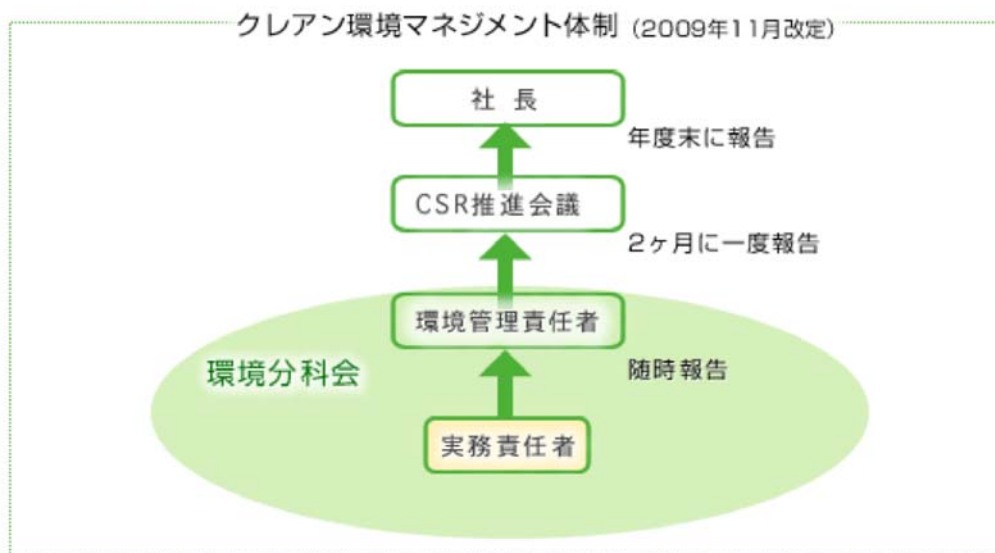 クレアン環境マネジメント体制 (2009年11月改定)
社 長
年度末に報告
CSR推進会議
2ヶ月に一度報告
環境管理責任者
環境分科会
随時報告
実務責任者